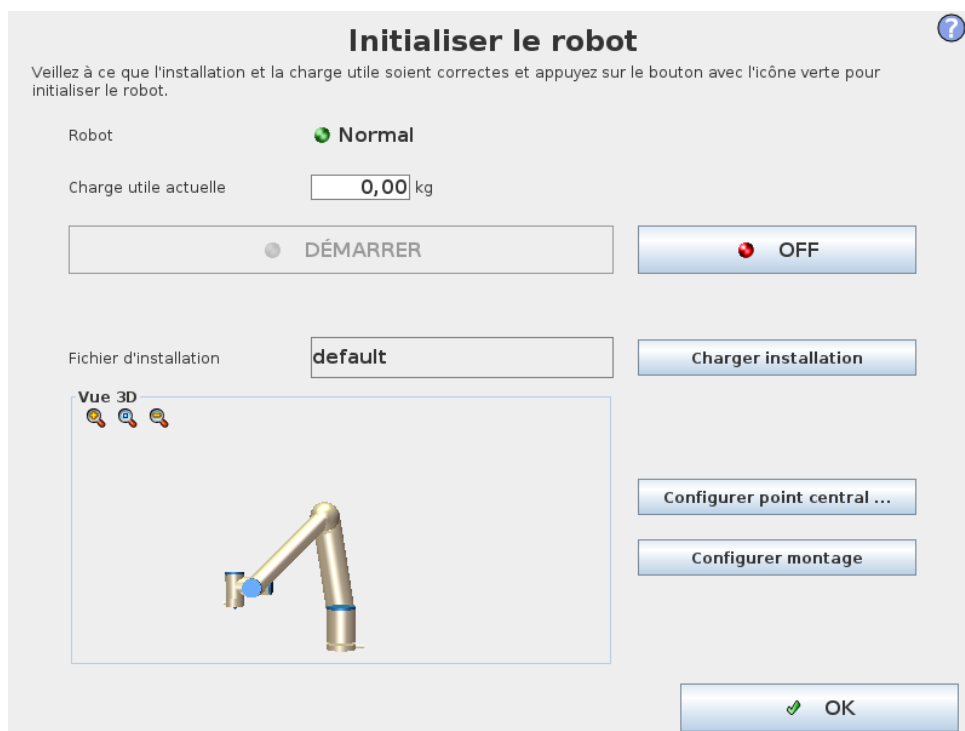 Initialiser le robot
?
Veillez à ce que l'installation et la charge utile soient correctes et appuyez sur le bouton avec l'icône verte pour
initialiser le robot.
Robot Normal
Charge utile actuelle 0,00 kg
DÉMARRER OFF
Fichier d'installation default Charger installation
Vue 3D
Configurer point central ...
Configurer montage
OK